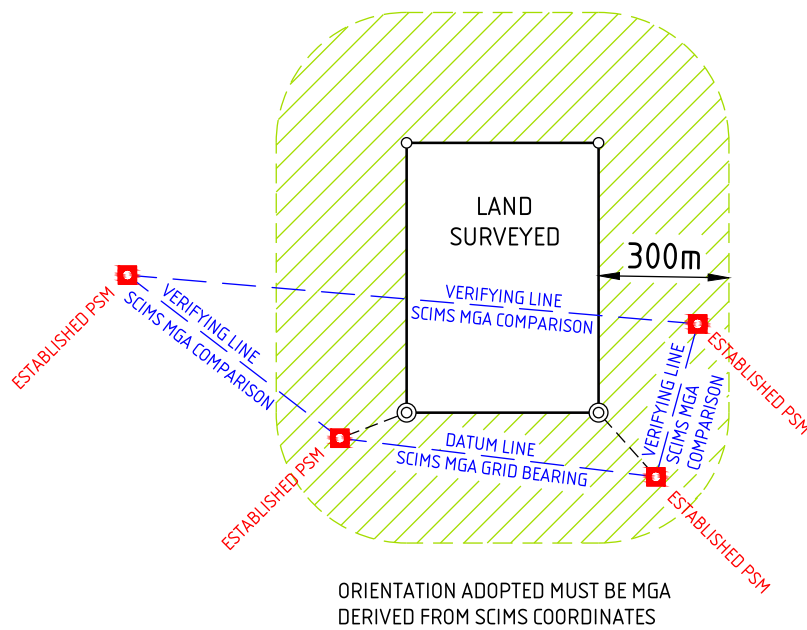 LAND
SURVEYED
300m
VERIFYING LINE
SCIMS MGA COMPARISON
ESTABLISHED PSM
VERIFYING LINE
SCIMS MGA COMPARISON
ESTABLISHED PSM
VERIFYING LINE
SCIMS MGA
COMPARISON
DATUM LINE
SCIMS MGA GRID BEARING
ESTABLISHED PSM
ESTABLISHED PSM
ORIENTATION ADOPTED MUST BE MGA
DERIVED FROM SCIMS COORDINATES